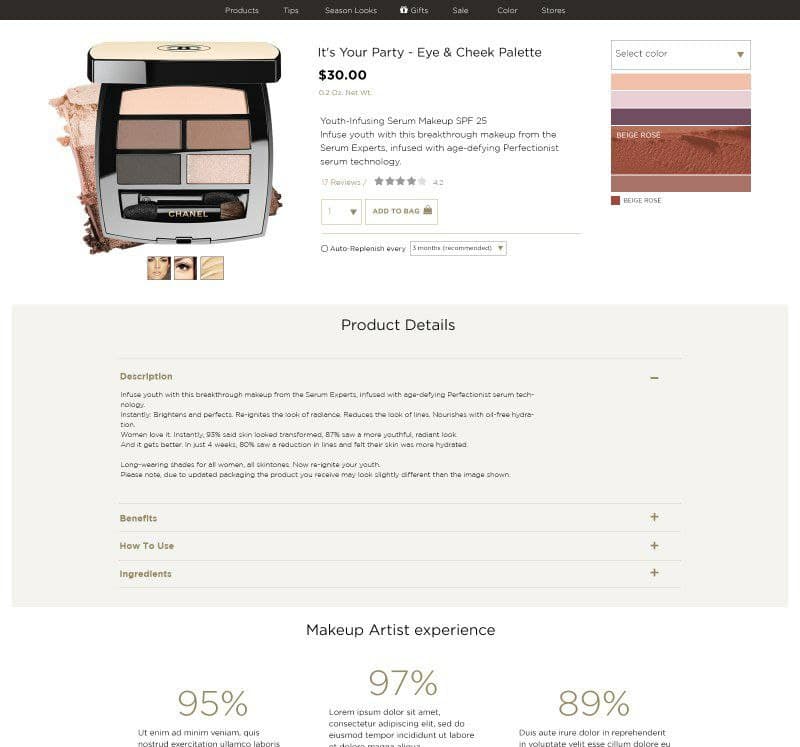 Products Tips Season Looks Gifts Sale Color Stores
It's Your Party - Eye & Cheek Palette
$30.00
0.2 Oz. Net Wt.
Youth-Infusing Serum Makeup SPF 25
Infuse youth with this breakthrough makeup from the
Serum Experts, infused with age-defying Perfectionist
serum technology.
17 Reviews / 4.2
1 ADD TO BAG
Auto-Replenish every 3 months (recommended)
CHANEL
Select color
BEIGE ROSE
BEIGE ROSE
Product Details
Description
Infuse youth with this breakthrough makeup from the Serum Experts, infused with age-defying Perfectionist serum tech-
nology.
Instantly: Brightens and perfects. Re-ignites the look of radiance. Reduces the look of lines. Nourishes with oil-free hydra-
tion.
Women love it. Instantly, 93% said skin looked transformed, 87% saw a more youthful, radiant look.
And it gets better. In just 4 weeks, 80% saw a reduction in lines and felt their skin was more hydrated.
Long-wearing shades for all women, all skintones. Now re-ignite your youth.
Please note, due to updated packaging the product you receive may look slightly different than the image shown.
Benefits
How To Use
Ingredients
Makeup Artist experience
95%
Ut enim ad minim veniam, quis
nostrud exercitation ullamco laboris
97%
Lorem ipsum dolor sit amet,
consectetur adipiscing elit, sed do
eiusmod tempor incididunt ut labore
et dolore magna aliqua
89%
Duis aute irure dolor in reprehenderit
in voluptate velit esse cillum dolore eu